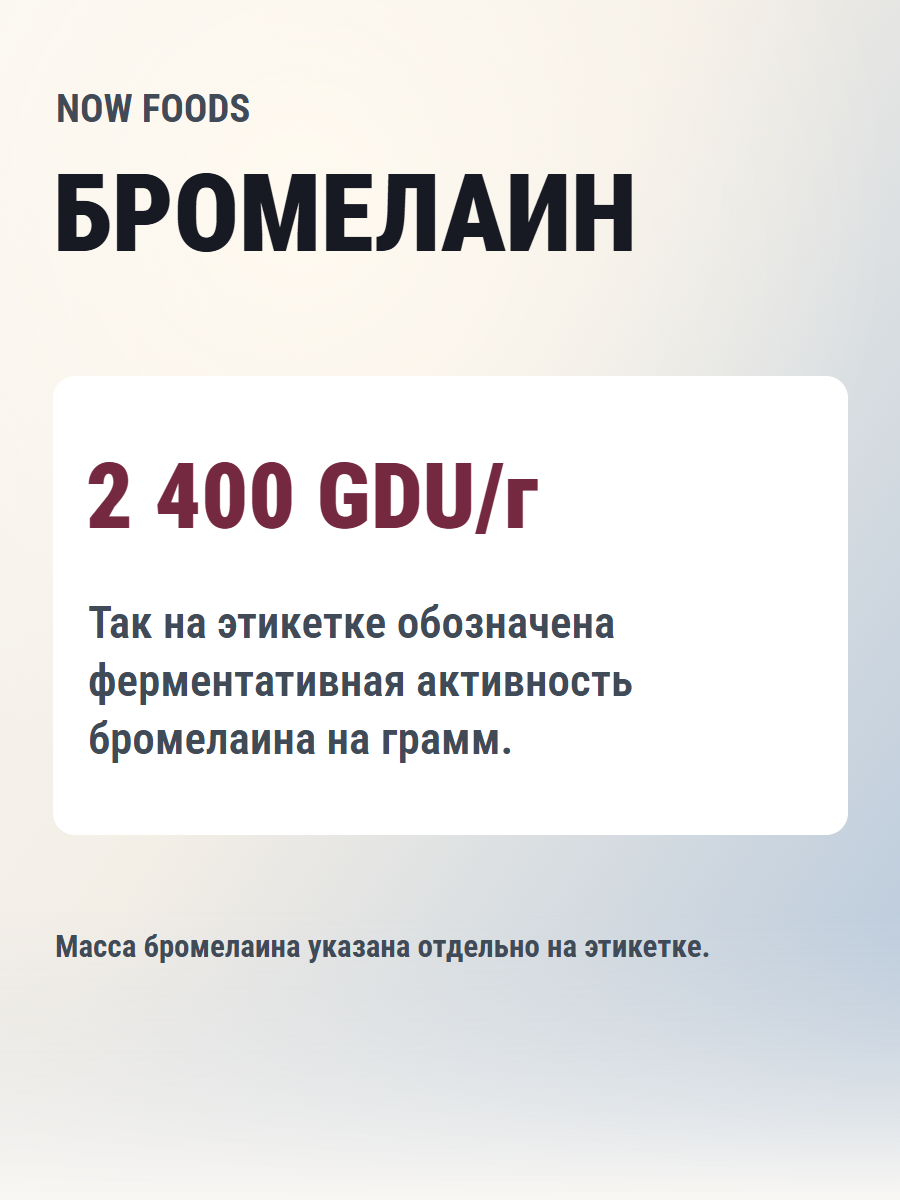 NOW FOODS
БРОМЕЛАИН
2 400 GDU/г
Так на этикетке обозначена
ферментативная активность
бромелаина на грамм.
Масса бромелаина указана отдельно на этикетке.